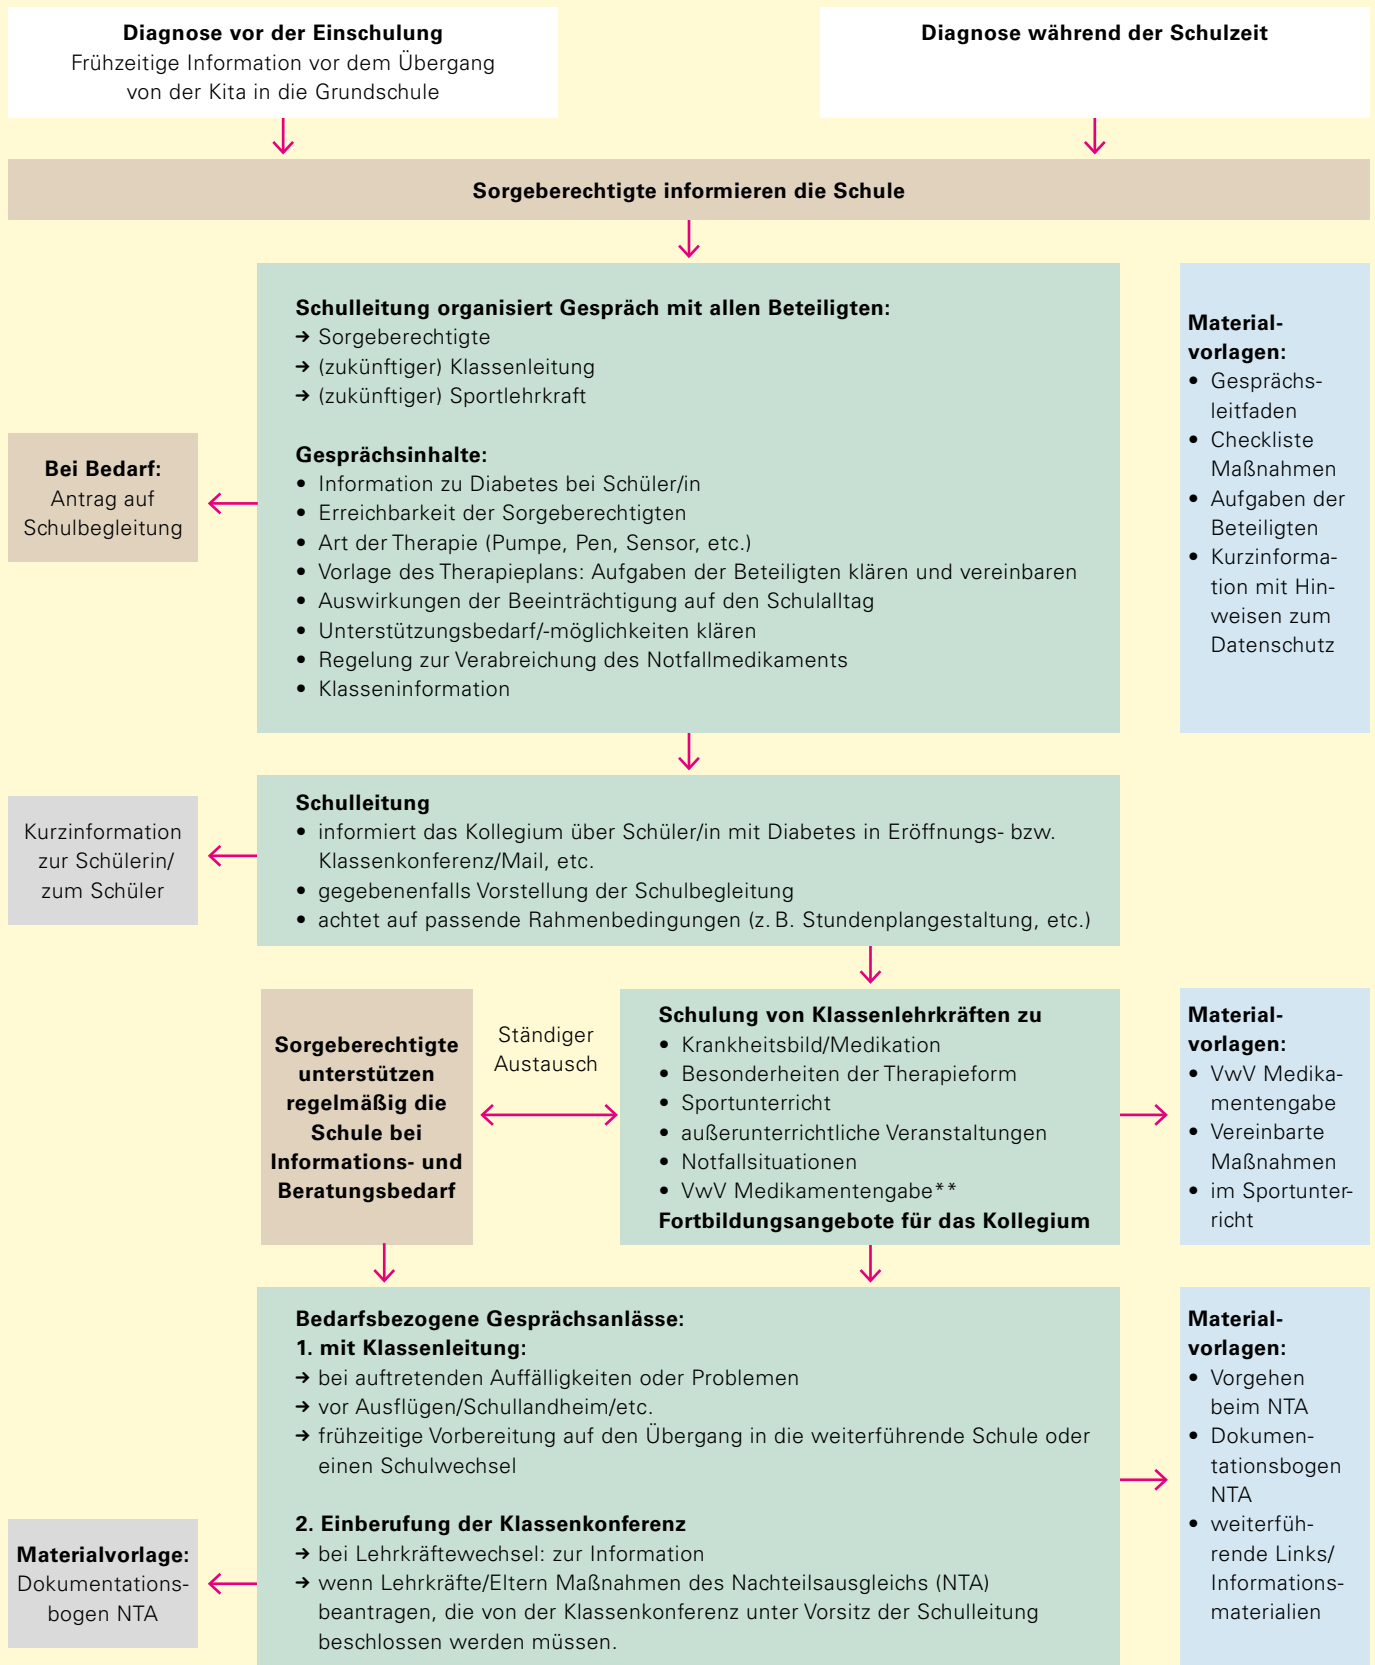 Diagnose vor der Einschulung
Frühzeitige Information vor dem Übergang
von der Kita in die Grundschule
Diagnose während der Schulzeit
Sorgeberechtigte informieren die Schule
Schulleitung organisiert Gespräch mit allen Beteiligten:
→ Sorgeberechtigte
→ (zukünftiger) Klassenleitung
→ (zukünftiger) Sportlehrkraft
Gesprächsinhalte:
• Information zu Diabetes bei Schüler/in
• Erreichbarkeit der Sorgeberechtigten
• Art der Therapie (Pumpe, Pen, Sensor, etc.)
• Vorlage des Therapieplans: Aufgaben der Beteiligten klären und vereinbaren
• Auswirkungen der Beeinträchtigung auf den Schulalltag
• Unterstützungsbedarf/-möglichkeiten klären
• Regelung zur Verabreichung des Notfallmedikaments
• Klasseninformation
Bei Bedarf:
Antrag auf
Schulbegleitung
Material-
vorlagen:
• Gesprächs-
leitfaden
• Checkliste
Maßnahmen
• Aufgaben der
Beteiligten
• Kurzinforma-
tion mit Hin-
weisen zum
Datenschutz
Kurzinformation
zur Schülerin/
zum Schüler
Schulleitung
• informiert das Kollegium über Schüler/in mit Diabetes in Eröffnungs- bzw.
Klassenkonferenz/Mail, etc.
• gegebenenfalls Vorstellung der Schulbegleitung
• achtet auf passende Rahmenbedingungen (z. B. Stundenplangestaltung, etc.)
Sorgeberechtigte
unterstützen
regelmäßig die
Schule bei
Informations- und
Beratungsbedarf
Ständiger
Austausch
Schulung von Klassenlehrkräften zu
• Krankheitsbild/Medikation
• Besonderheiten der Therapieform
• Sportunterricht
• außerunterrichtliche Veranstaltungen
• Notfallsituationen
• VwV Medikamentengabe**
Fortbildungsangebote für das Kollegium
Material-
vorlagen:
• VwV Medika-
mentengabe
• Vereinbarte
Maßnahmen
• im Sportunter-
richt
Bedarfsbezogene Gesprächsanlässe:
1. mit Klassenleitung:
→ bei auftretenden Auffälligkeiten oder Problemen
→ vor Ausflügen/Schullandheim/etc.
→ frühzeitige Vorbereitung auf den Übergang in die weiterführende Schule oder
einen Schulwechsel
2. Einberufung der Klassenkonferenz
→ bei Lehrkräftewechsel: zur Information
→ wenn Lehrkräfte/Eltern Maßnahmen des Nachteilsausgleichs (NTA)
beantragen, die von der Klassenkonferenz unter Vorsitz der Schulleitung
beschlossen werden müssen.
Materialvorlage:
Dokumentations-
bogen NTA
Material-
vorlagen:
• Vorgehen
beim NTA
• Dokumen-
tationsbogen
NTA
• weiterfüh-
rende Links/
Informations-
materialien